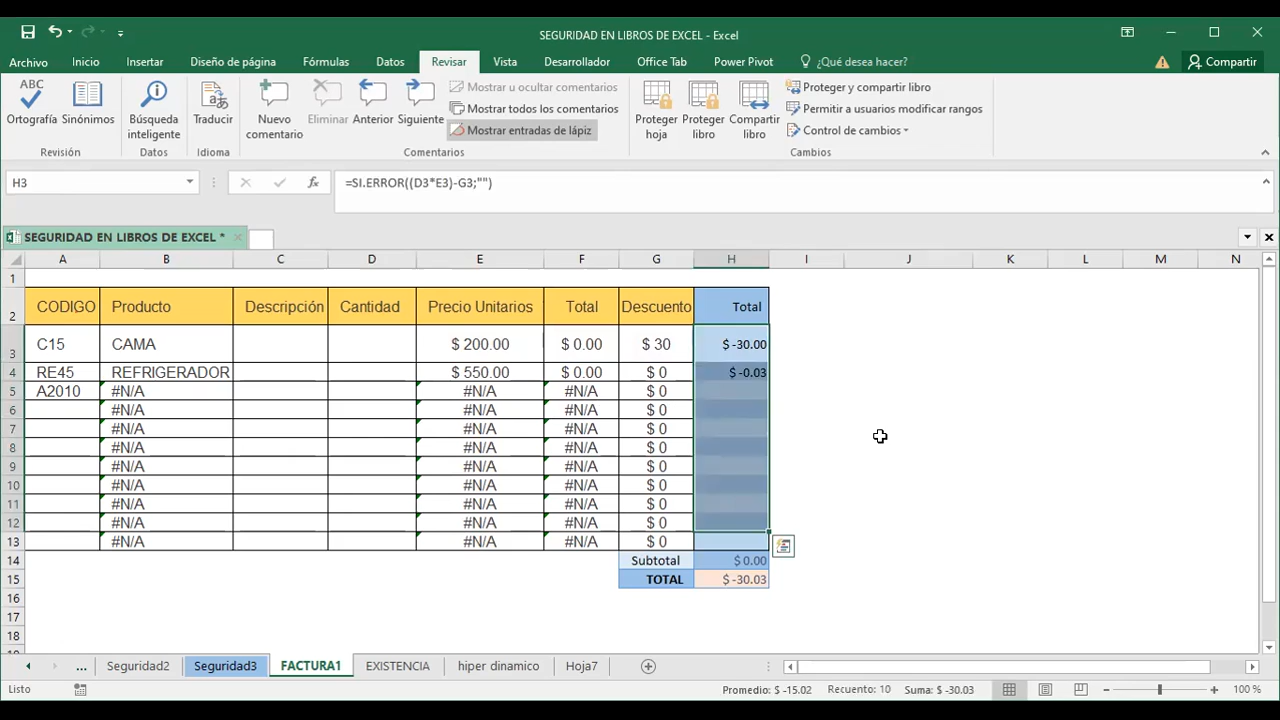 SEGURIDAD EN LIBROS DE EXCEL - Excel
Archivo Inicio Insertar Diseño de página Fórmulas Datos Revisar Vista Desarrollador Office Tab Power Pivot ¿Qué desea hacer? Compartir
ABC
Ortografía Sinónimos Búsqueda inteligente Traducir Nuevo comentario Eliminar Anterior Siguiente
Mostrar u ocultar comentarios
Mostrar todos los comentarios
Mostrar entradas de lápiz
Proteger hoja Proteger libro Compartir libro
Proteger y compartir libro
Permitir a usuarios modificar rangos
Control de cambios
Revisión Datos Idioma Comentarios Cambios
H3 fx =SI.ERROR((D3*E3)-G3;"")
SEGURIDAD EN LIBROS DE EXCEL *
A B C D E F G H I J K L M N
1
2 CODIGO Producto Descripción Cantidad Precio Unitarios Total Descuento Total
3 C15 CAMA $ 200.00 $ 0.00 $ 30 $ -30.00
4 RE45 REFRIGERADOR $ 550.00 $ 0.00 $ 0 $ -0.03
5 A2010 #N/A #N/A #N/A $ 0
6 #N/A #N/A #N/A $ 0
7 #N/A #N/A #N/A $ 0
8 #N/A #N/A #N/A $ 0
9 #N/A #N/A #N/A $ 0
10 #N/A #N/A #N/A $ 0
11 #N/A #N/A #N/A $ 0
12 #N/A #N/A #N/A $ 0
13 #N/A #N/A #N/A $ 0
14 Subtotal $ 0.00
15 TOTAL $ -30.03
16
17
18
... Seguridad2 Seguridad3 FACTURA1 EXISTENCIA hiper dinamico Hoja7
Listo Promedio: $ -15.02 Recuento: 10 Suma: $ -30.03 100 %